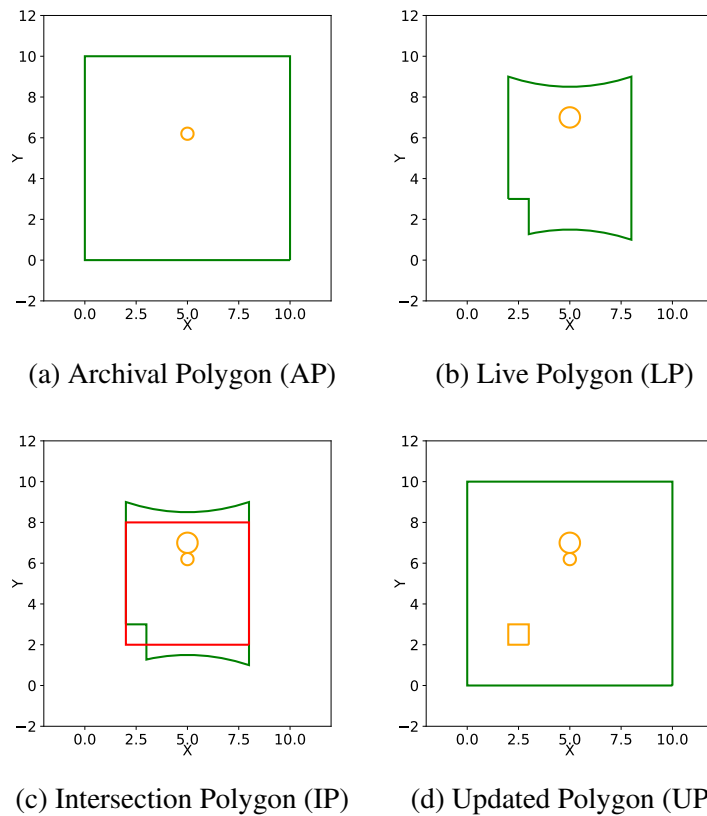 12
10
8
6
4
2
0
−2
Y
0.0 2.5 5.0 7.5 10.0
X
(a) Archival Polygon (AP)
12
10
8
6
4
2
0
−2
Y
0.0 2.5 5.0 7.5 10.0
X
(b) Live Polygon (LP)
12
10
8
6
4
2
0
−2
Y
0.0 2.5 5.0 7.5 10.0
X
(c) Intersection Polygon (IP)
12
10
8
6
4
2
0
−2
Y
0.0 2.5 5.0 7.5 10.0
X
(d) Updated Polygon (UP